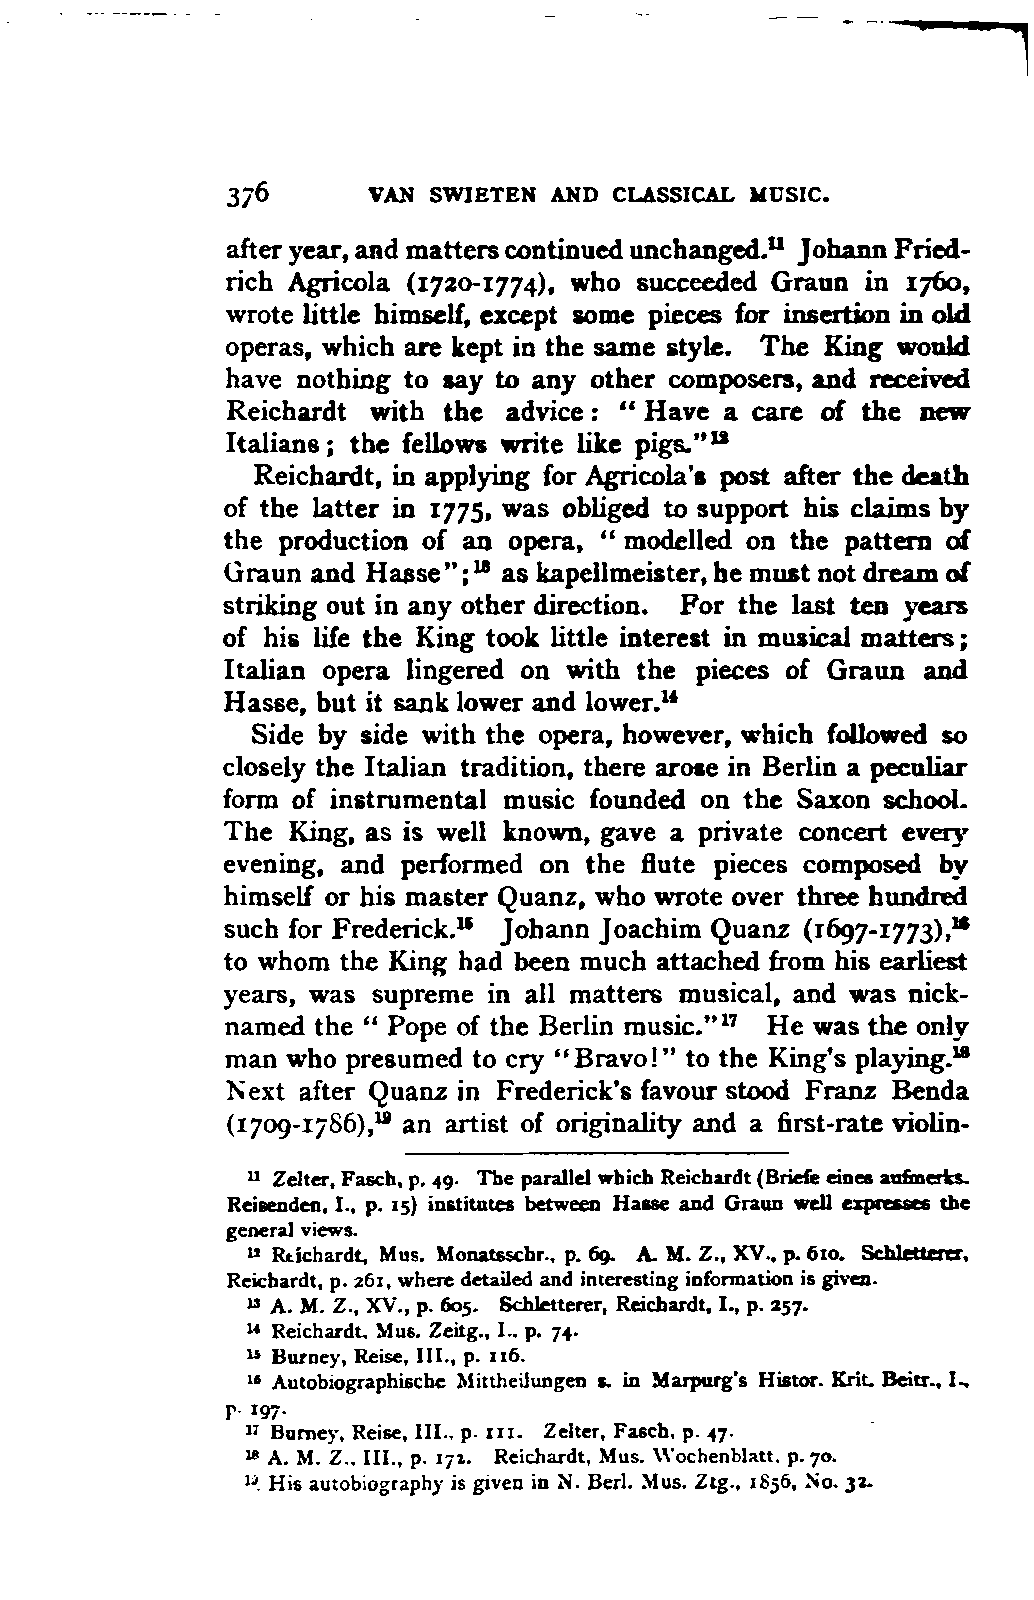 376 VAN SWIETEN AND CLASSICAL MUSIC.
after year, and matters continued unchanged.¹¹ Johann Fried-
rich Agricola (1720-1774), who succeeded Graun in 1760,
wrote little himself, except some pieces for insertion in old
operas, which are kept in the same style. The King would
have nothing to say to any other composers, and received
Reichardt with the advice: “ Have a care of the new
Italians; the fellows write like pigs.”¹²
Reichardt, in applying for Agricola’s post after the death
of the latter in 1775, was obliged to support his claims by
the production of an opera, “ modelled on the pattern of
Graun and Hasse”;¹³ as kapellmeister, he must not dream of
striking out in any other direction. For the last ten years
of his life the King took little interest in musical matters;
Italian opera lingered on with the pieces of Graun and
Hasse, but it sank lower and lower.¹⁴
Side by side with the opera, however, which followed so
closely the Italian tradition, there arose in Berlin a peculiar
form of instrumental music founded on the Saxon school.
The King, as is well known, gave a private concert every
evening, and performed on the flute pieces composed by
himself or his master Quanz, who wrote over three hundred
such for Frederick.¹⁵ Johann Joachim Quanz (1697-1773),¹⁶
to whom the King had been much attached from his earliest
years, was supreme in all matters musical, and was nick-
named the “ Pope of the Berlin music.”¹⁷ He was the only
man who presumed to cry “Bravo!” to the King’s playing.¹⁸
Next after Quanz in Frederick’s favour stood Franz Benda
(1709-1786),¹⁹ an artist of originality and a first-rate violin-
¹¹ Zelter, Fasch, p. 49. The parallel which Reichardt (Briefe eines aufmerks.
Reisenden, I., p. 15) institutes between Hasse and Graun well expresses the
general views.
¹² Reichardt, Mus. Monatsschr., p. 69. A. M. Z., XV., p. 610. Schletterer,
Reichardt, p. 261, where detailed and interesting information is given.
¹³ A. M. Z., XV., p. 605. Schletterer, Reichardt, I., p. 257.
¹⁴ Reichardt, Mus. Zeitg., I., p. 74.
¹⁵ Burney, Reise, III., p. 116.
¹⁶ Autobiographische Mittheilungen s. in Marpurg’s Histor. Krit. Beitr., I.,
p. 197.
¹⁷ Burney, Reise, III., p. 111. Zelter, Fasch, p. 47.
¹⁸ A. M. Z., III., p. 172. Reichardt, Mus. Wochenblatt, p. 70.
¹⁹. His autobiography is given in N. Berl. Mus. Ztg., 1856, No. 32.